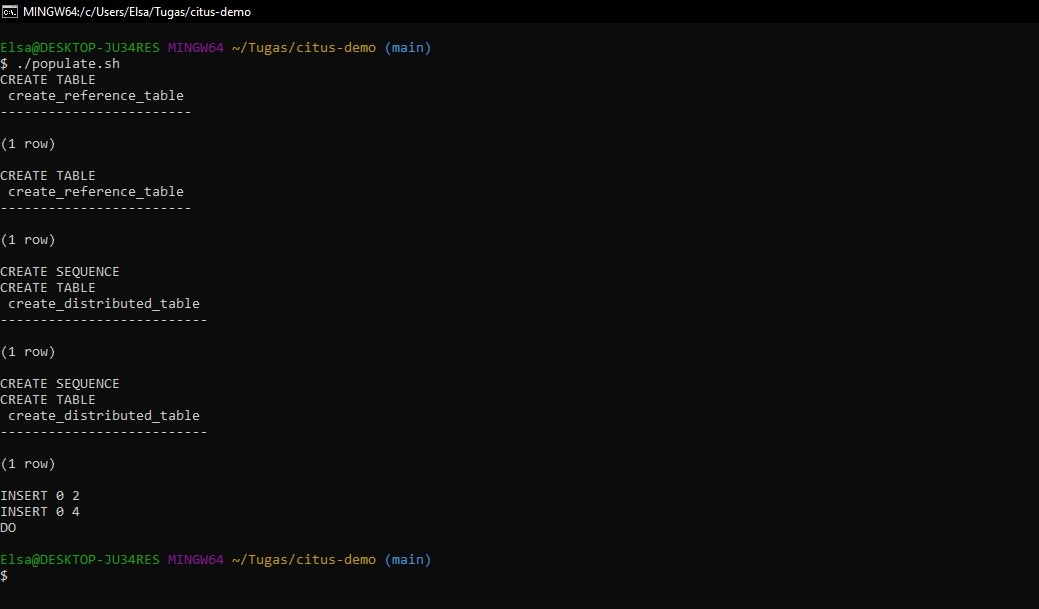 MINGW64:/c/Users/Elsa/Tugas/citus-demo
Elsa@DESKTOP-JU34RES MINGW64 ~/Tugas/citus-demo (main)
$ ./populate.sh
CREATE TABLE
 create_reference_table
------------------------
(1 row)
CREATE TABLE
 create_reference_table
------------------------
(1 row)
CREATE SEQUENCE
CREATE TABLE
 create_distributed_table
--------------------------
(1 row)
CREATE SEQUENCE
CREATE TABLE
 create_distributed_table
--------------------------
(1 row)
INSERT 0 2
INSERT 0 4
DO
Elsa@DESKTOP-JU34RES MINGW64 ~/Tugas/citus-demo (main)
$